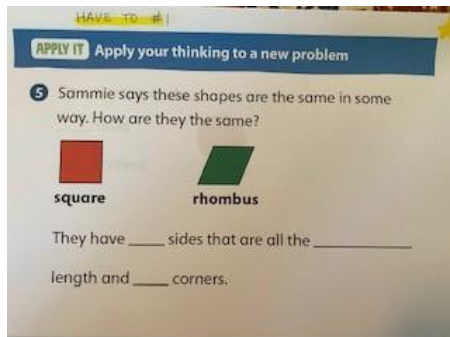 HAVE TO #1
APPLY IT Apply your thinking to a new problem
5 Sammie says these shapes are the same in some
way. How are they the same?
square rhombus
They have ____ sides that are all the ____________
length and ____ corners.